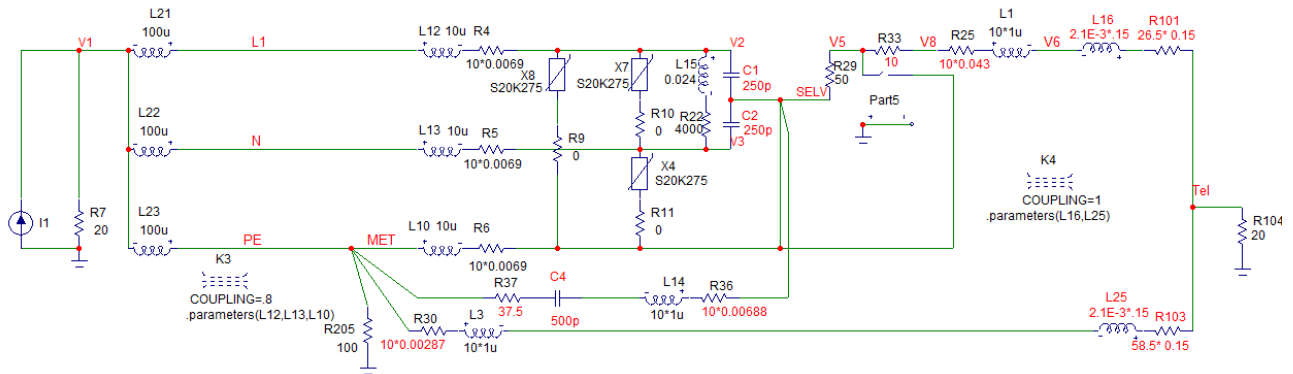 L21
100u
V1
L1
L12 10u
R4
10*0.0069
X8
S20K275
X7
S20K275
L15
0.024
V2
C1
250p
SELV
V5
R29
50
R33
10
V8
R25
10*0.043
L1
10*1u
V6
L16
2.1E-3*.15
R101
26.5* 0.15
Part5
L22
100u
N
L13 10u
R5
10*0.0069
R9
0
R10
0
R22
4000
C2
250p
V3
X4
S20K275
R11
0
K4
COUPLING=1
.parameters(L16,L25)
Tel
R104
20
I1
R7
20
L23
100u
PE
MET
L10 10u
R6
10*0.0069
K3
COUPLING=.8
.parameters(L12,L13,L10)
R37
37.5
C4
500p
L14
10*1u
R36
10*0.00688
R205
100
R30
10*0.00287
L3
10*1u
L25
2.1E-3*.15
R103
58.5* 0.15